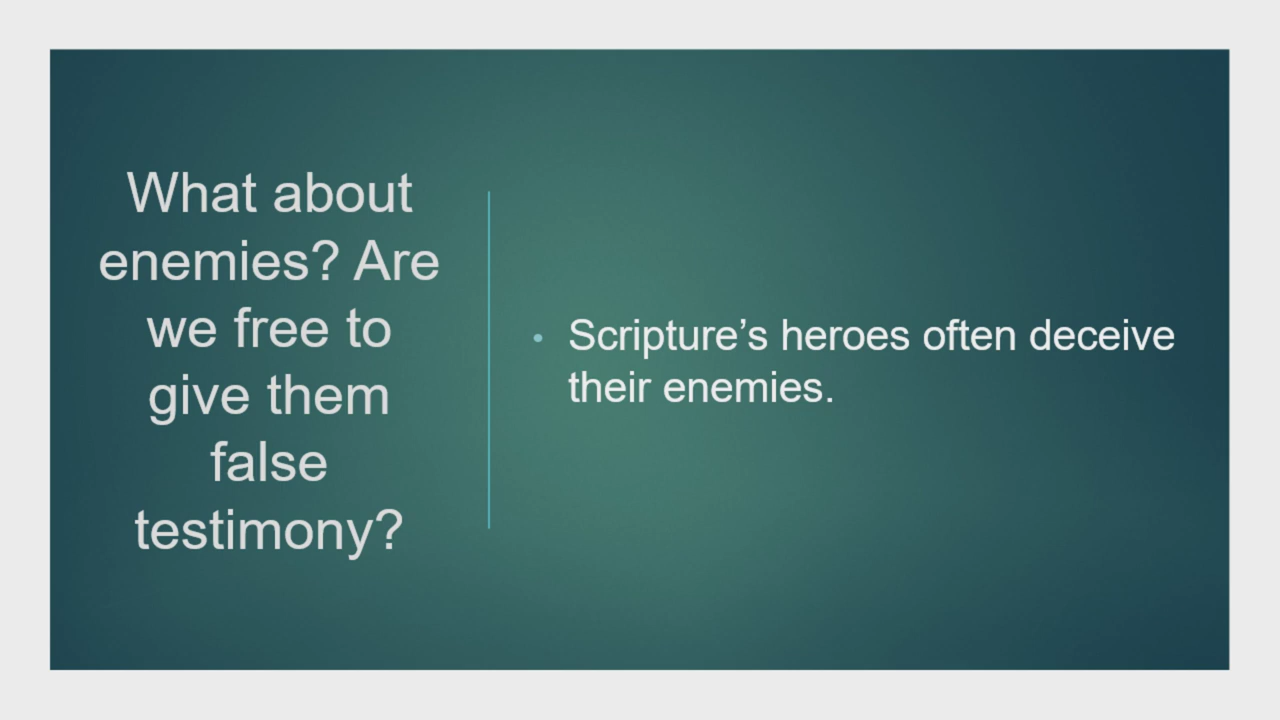 What about
enemies? Are
we free to
give them
false
testimony?
• Scripture’s heroes often deceive
their enemies.